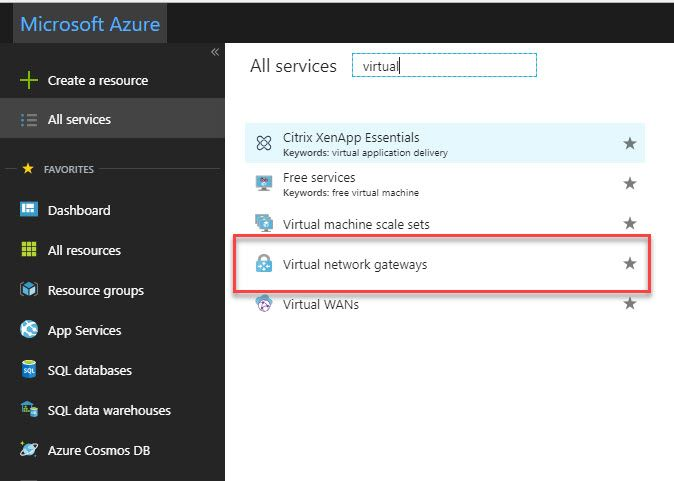 Microsoft Azure
«
Create a resource
All services
FAVORITES
Dashboard
All resources
Resource groups
App Services
SQL databases
SQL data warehouses
Azure Cosmos DB
All services
virtual
Citrix XenApp Essentials
Keywords: virtual application delivery
Free services
Keywords: free virtual machine
Virtual machine scale sets
Virtual network gateways
Virtual WANs